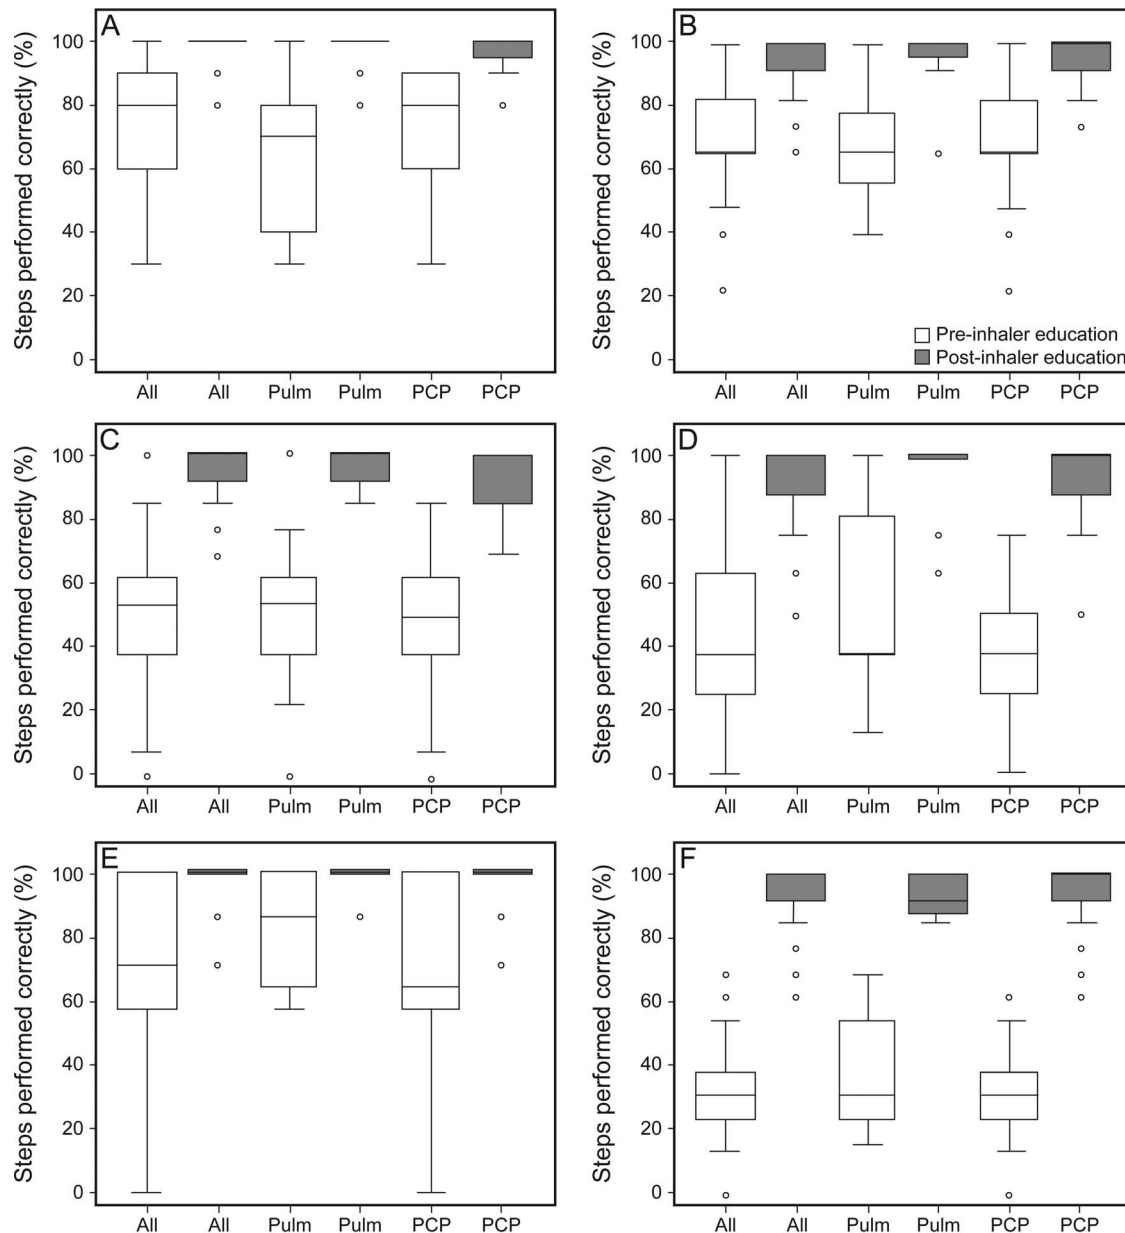 A
Steps performed correctly (%)
100
80
60
40
20
0
All All Pulm Pulm PCP PCP
B
Steps performed correctly (%)
100
80
60
40
20
0
Pre-inhaler education
Post-inhaler education
All All Pulm Pulm PCP PCP
C
Steps performed correctly (%)
100
80
60
40
20
0
All All Pulm Pulm PCP PCP
D
Steps performed correctly (%)
100
80
60
40
20
0
All All Pulm Pulm PCP PCP
E
Steps performed correctly (%)
100
80
60
40
20
0
All All Pulm Pulm PCP PCP
F
Steps performed correctly (%)
100
80
60
40
20
0
All All Pulm Pulm PCP PCP